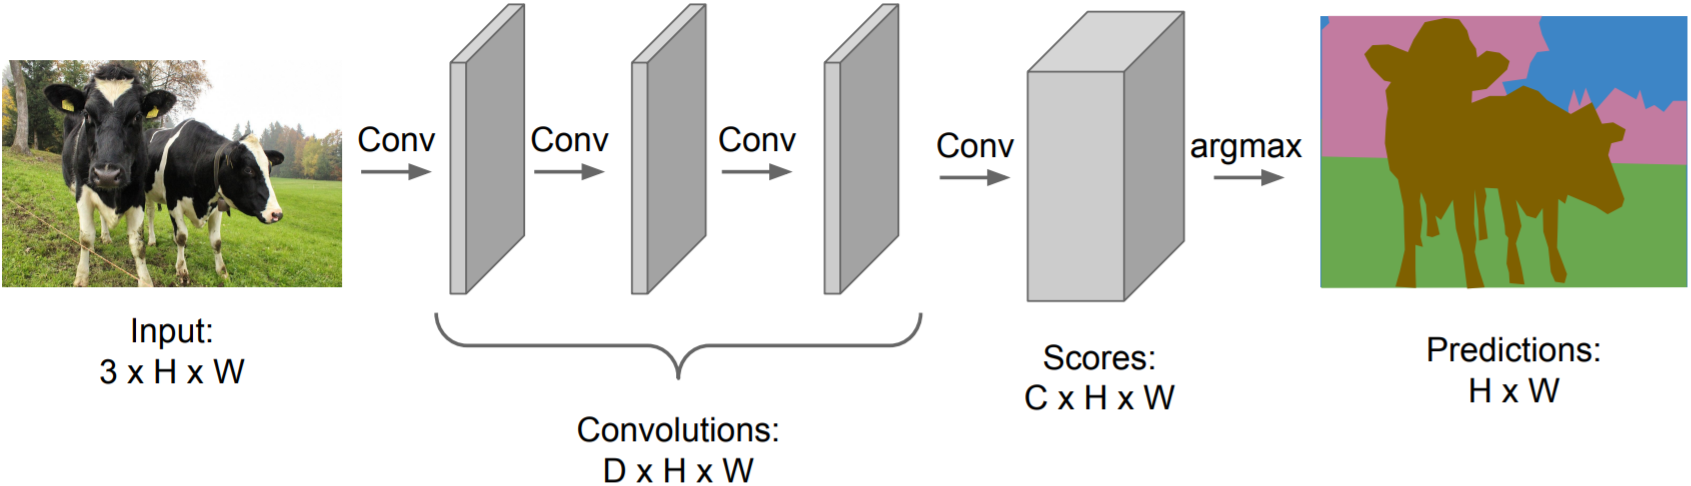 Conv
Conv
Conv
Conv
argmax
Input:
3 x H x W
Convolutions:
D x H x W
Scores:
C x H x W
Predictions:
H x W